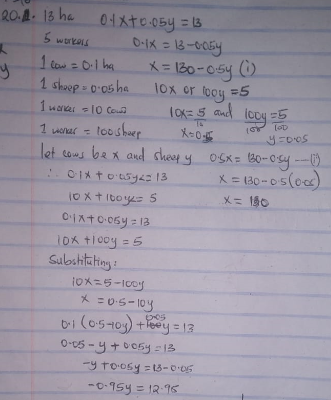 20. 13 ha 0.1x + 0.05y = 13
5 workers 0.1x = 13 - 0.05y
1 cow = 0.1 ha x = 130 - 0.5y (i)
1 sheep = 0.05 ha 10x or 100y = 5
1 worker = 10 cows 10x = 5 and 100y = 5
10 100 100
1 worker = 100 sheep x = 0.5 y = 0.05
let cows be x and sheep y 0.5x = 130 - 0.5y — (i)
∴ 0.1x + 0.05y <= 13 x = 130 - 0.5(0.05)
10x + 100y <= 5 x = 130
0.1x + 0.05y = 13
10x + 100y = 5
Substituting:
10x = 5 - 100y
x = 0.5 - 10y
0.1(0.5 - 10y) + 0.05y = 13
0.05 - y + 0.05y = 13
-y + 0.05y = 13 - 0.05
-0.95y = 12.95